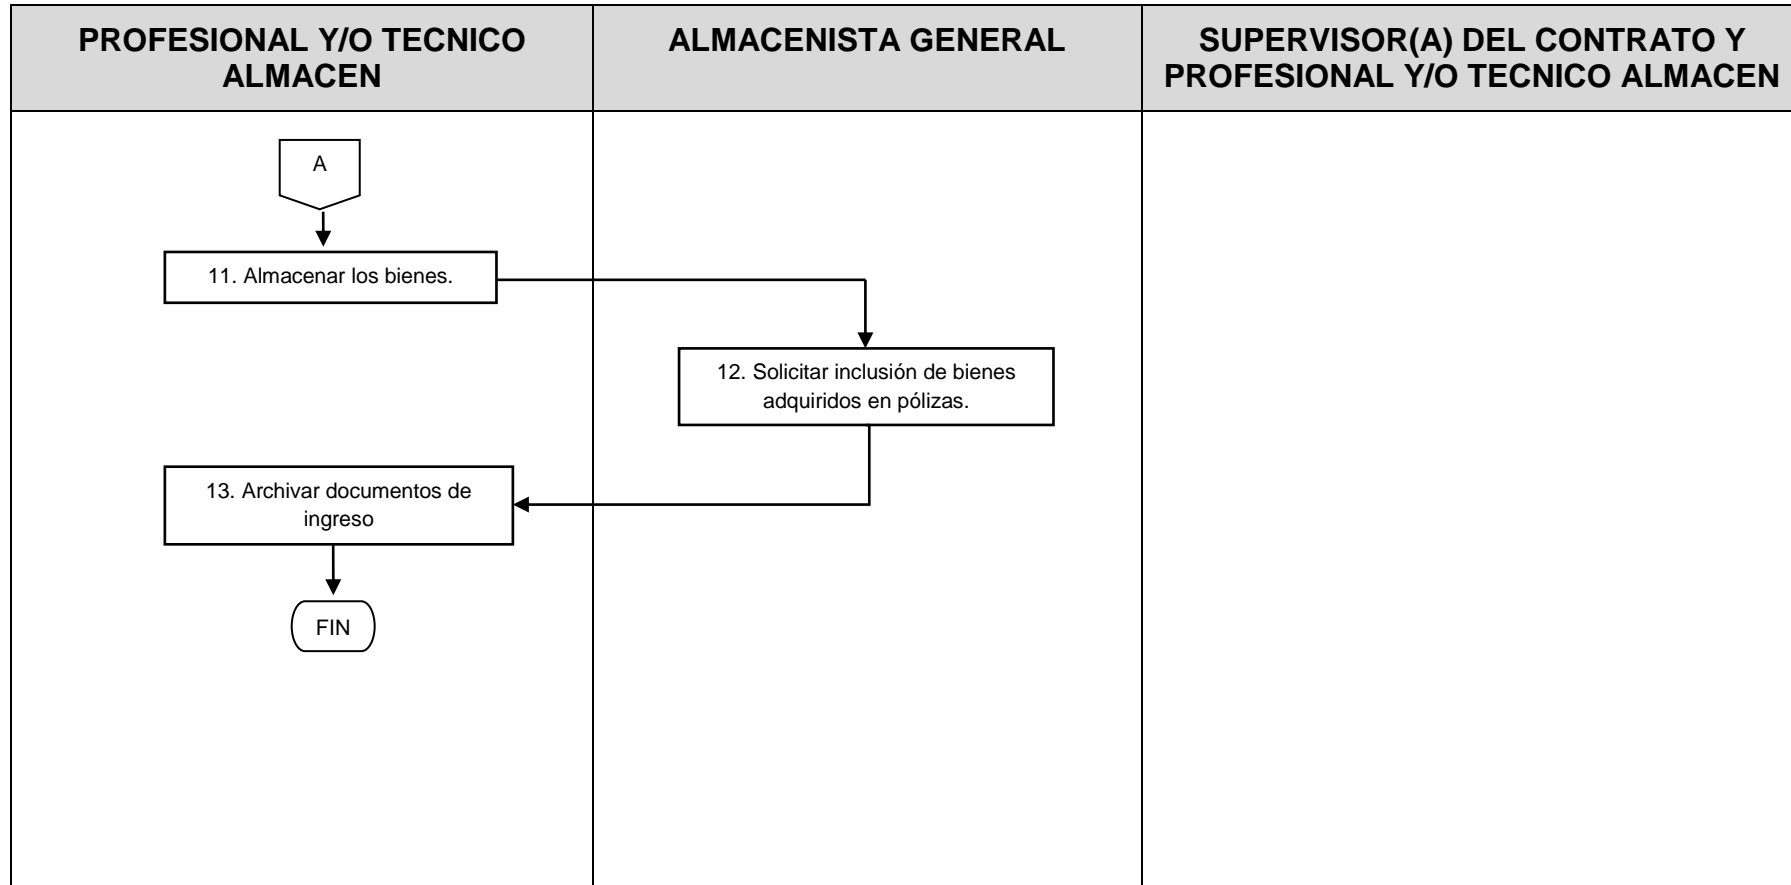 PROFESIONAL Y/O TECNICO
ALMACEN
ALMACENISTA GENERAL
SUPERVISOR(A) DEL CONTRATO Y
PROFESIONAL Y/O TECNICO ALMACEN
A
11. Almacenar los bienes.
12. Solicitar inclusión de bienes
adquiridos en pólizas.
13. Archivar documentos de
ingreso
FIN